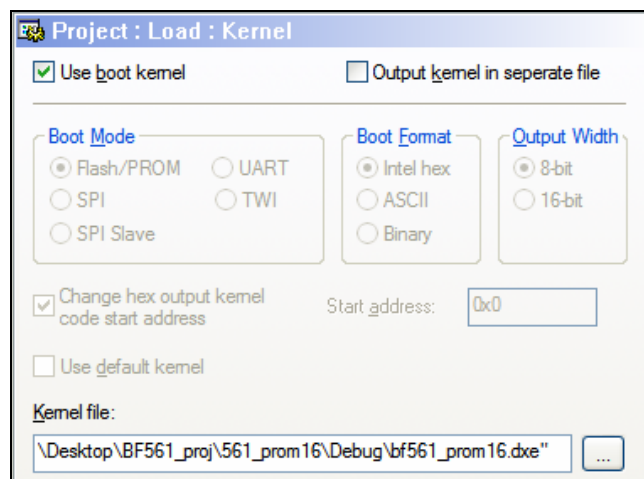 Project : Load : Kernel
Use boot kernel
Output kernel in seperate file
Boot Mode
Flash/PROM
UART
SPI
TWI
SPI Slave
Boot Format
Intel hex
ASCII
Binary
Output Width
8-bit
16-bit
Change hex output kernel
code start address
Start address:
0x0
Use default kernel
Kernel file:
\Desktop\BF561_proj\561_prom16\Debug\bf561_prom16.dxe"
...